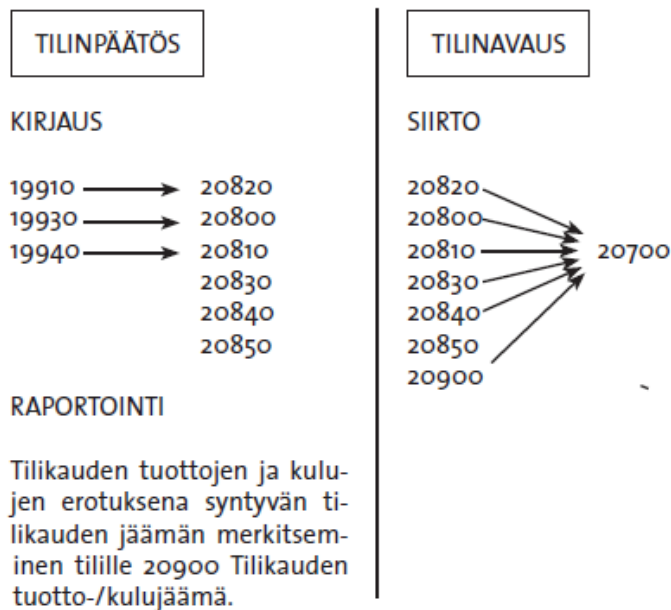 TILINPÄÄTÖS
KIRJAUS
19910 20820
19930 20800
19940 20810
20830
20840
20850
RAPORTOINTI
Tilikauden tuottojen ja kulu-
jen erotuksena syntyvän ti-
likauden jäämän merkitsem-
inen tilille 20900 Tilikauden
tuotto-/kulujäämä.
TILINAVAUS
SIIRTO
20820
20800
20810 20700
20830
20840
20850
20900